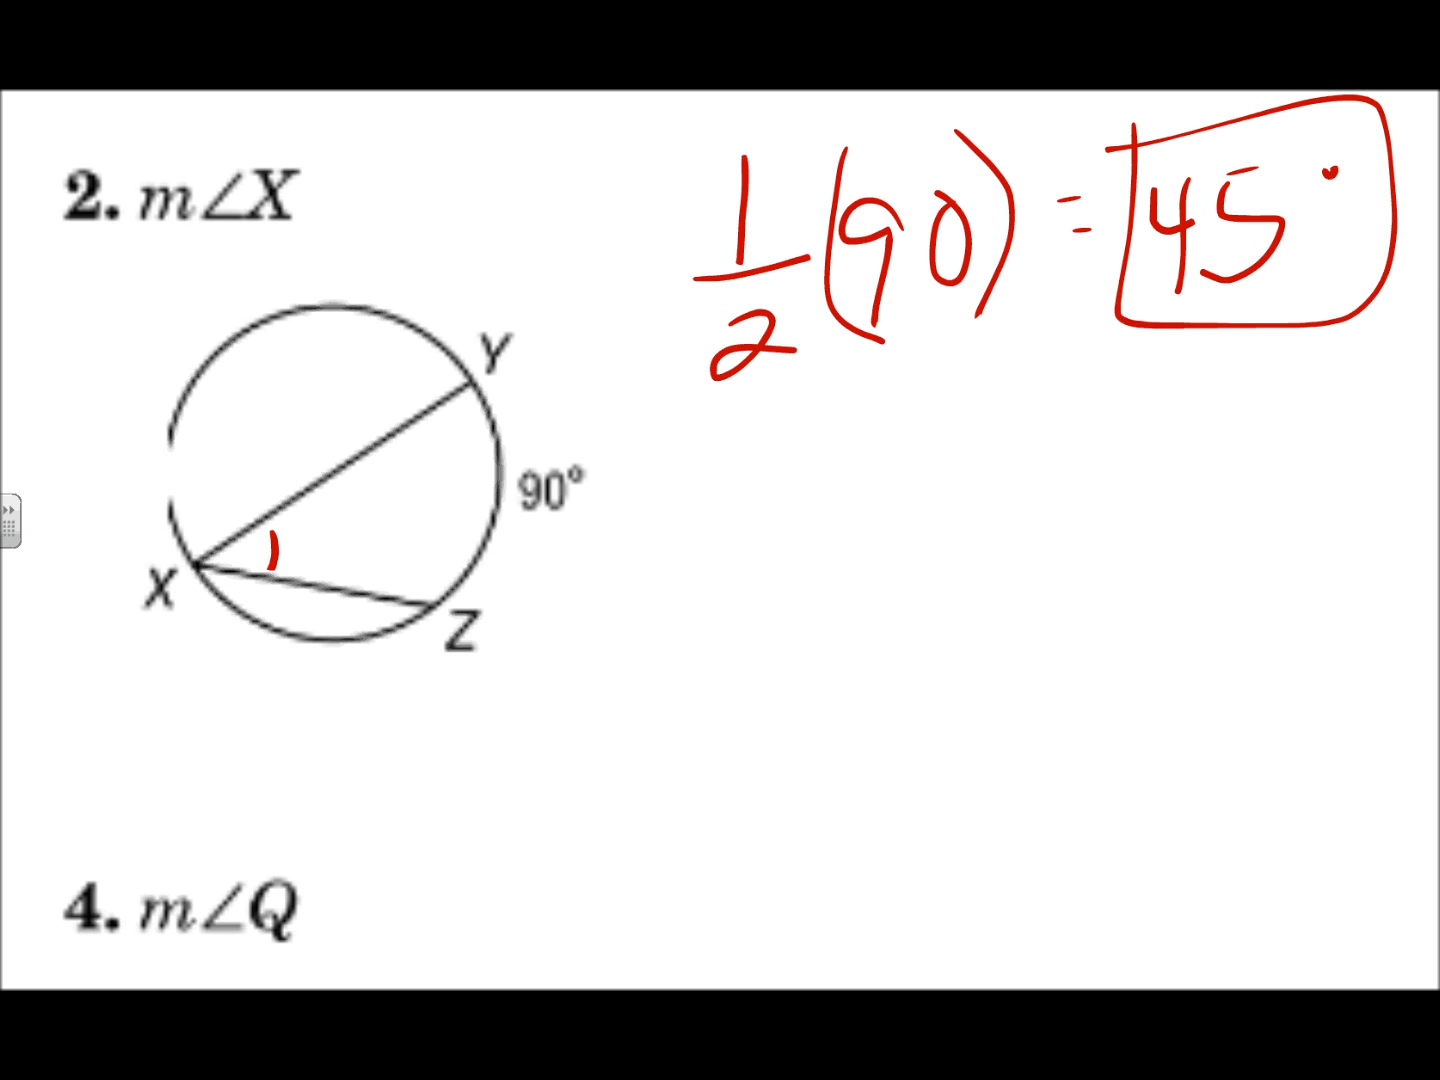 2. m∠X
1/2(90) = 45°
Y
90°
X
Z
4. m∠Q